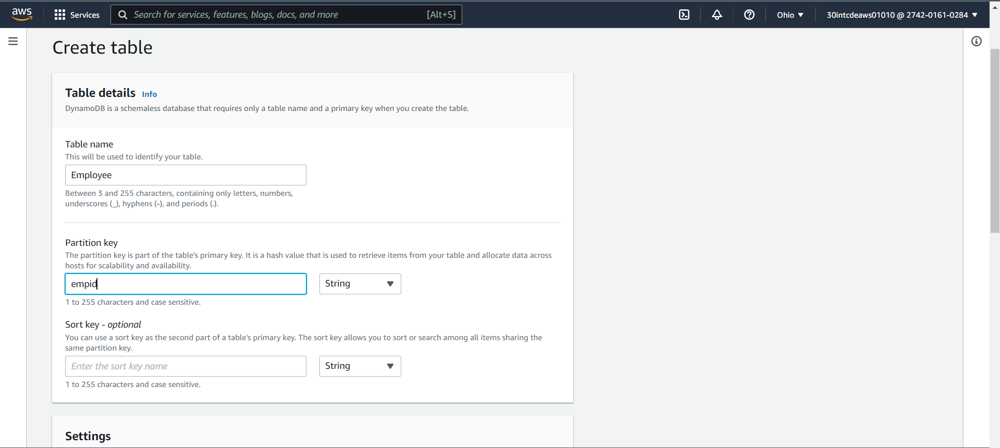 aws Services Search for services, features, blogs, docs, and more [Alt+S] Ohio 30intcdeaws01010 @ 2742-0161-0284
Create table
Table details Info
DynamoDB is a schemaless database that requires only a table name and a primary key when you create the table.
Table name
This will be used to identify your table.
Employee
Between 3 and 255 characters, containing only letters, numbers,
underscores (_), hyphens (-), and periods (.).
Partition key
The partition key is part of the table's primary key. It is a hash value that is used to retrieve items from your table and allocate data across
hosts for scalability and availability.
empid String
1 to 255 characters and case sensitive.
Sort key - optional
You can use a sort key as the second part of a table's primary key. The sort key allows you to sort or search among all items sharing the
same partition key.
Enter the sort key name String
1 to 255 characters and case sensitive.
Settings